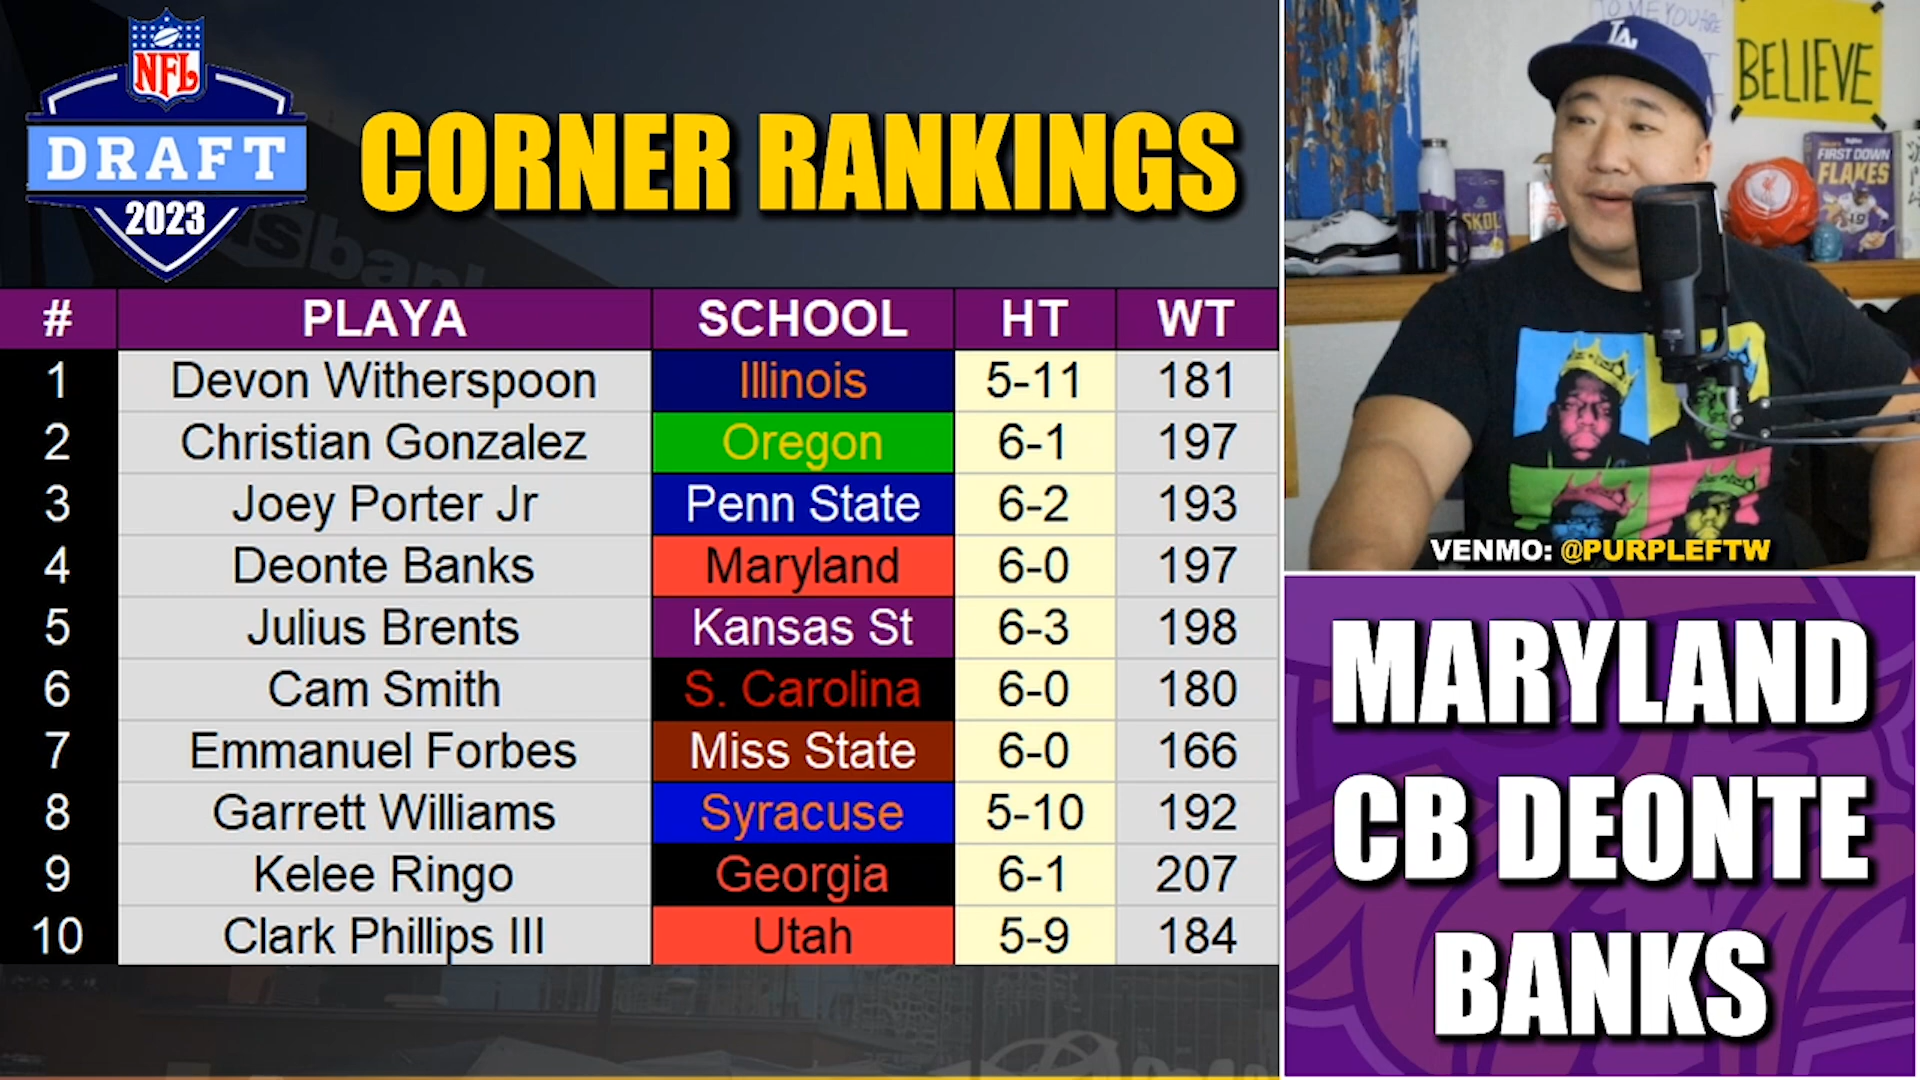 NFL
DRAFT
2023
CORNER RANKINGS
# PLAYA SCHOOL HT WT
1 Devon Witherspoon Illinois 5-11 181
2 Christian Gonzalez Oregon 6-1 197
3 Joey Porter Jr Penn State 6-2 193
4 Deonte Banks Maryland 6-0 197
5 Julius Brents Kansas St 6-3 198
6 Cam Smith S. Carolina 6-0 180
7 Emmanuel Forbes Miss State 6-0 166
8 Garrett Williams Syracuse 5-10 192
9 Kelee Ringo Georgia 6-1 207
10 Clark Phillips III Utah 5-9 184
usbank
LA
BELIEVE
FIRST DOWN
FLAKES
19
SKOL
VENMO: @PURPLEFTW
MARYLAND
CB DEONTE
BANKS